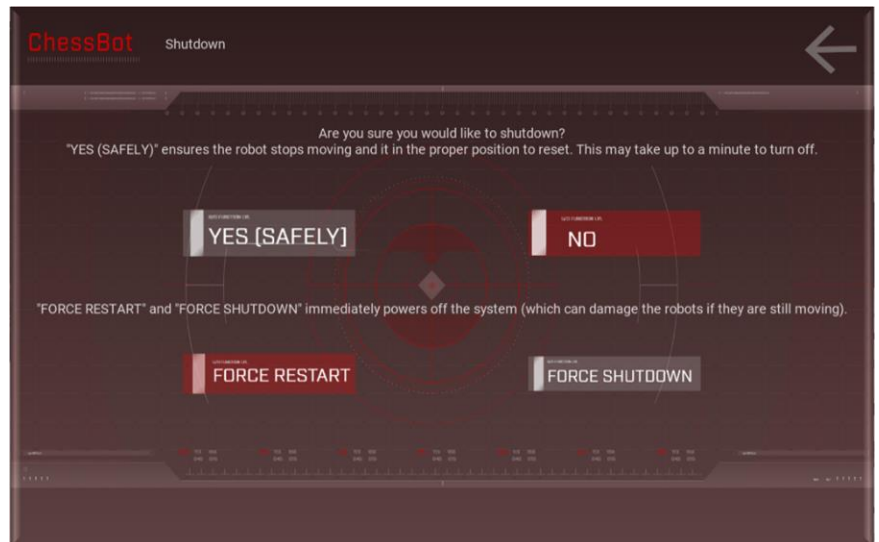 ChessBot
Shutdown
Are you sure you would like to shutdown?
"YES (SAFELY)" ensures the robot stops moving and it in the proper position to reset. This may take up to a minute to turn off.
YES [SAFELY]
NO
"FORCE RESTART" and "FORCE SHUTDOWN" immediately powers off the system (which can damage the robots if they are still moving).
FORCE RESTART
FORCE SHUTDOWN